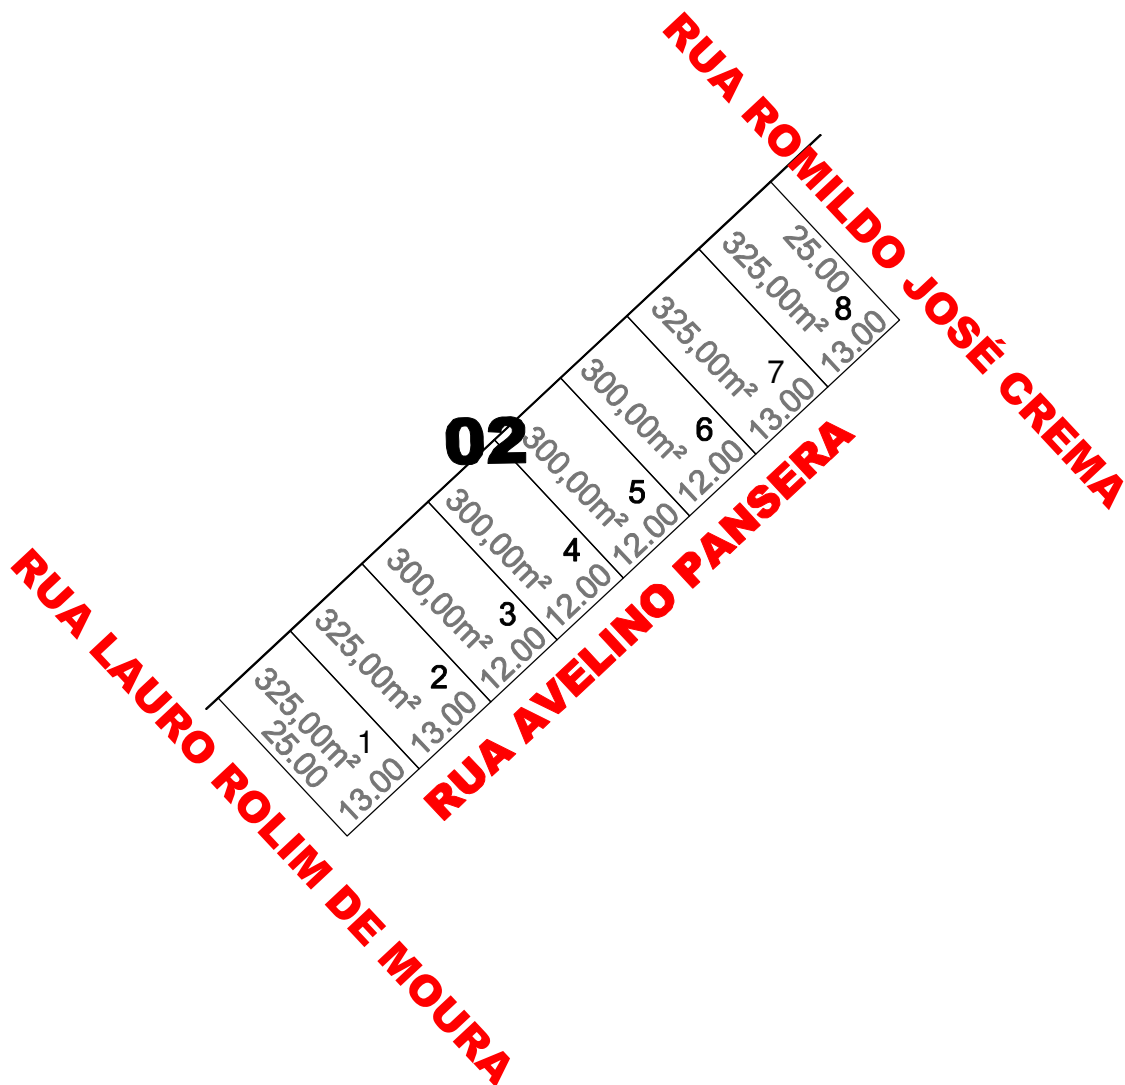 RUA ROMILDO JOSÉ CREMA
25.00
325,00m²
8
13.00
325,00m²
7
13.00
300,00m²
6
12.00
02
300,00m²
5
12.00
300,00m²
4
12.00
300,00m²
3
12.00
325,00m²
2
13.00
325,00m²
1
25.00
13.00
RUA AVELINO PANSERA
RUA LAURO ROLIM DE MOURA